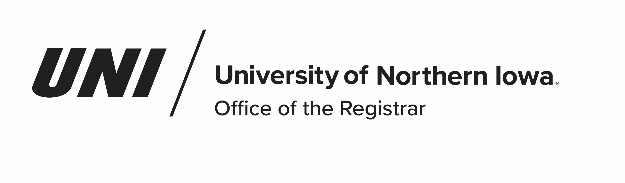 UNI
University of Northern Iowa
Office of the Registrar